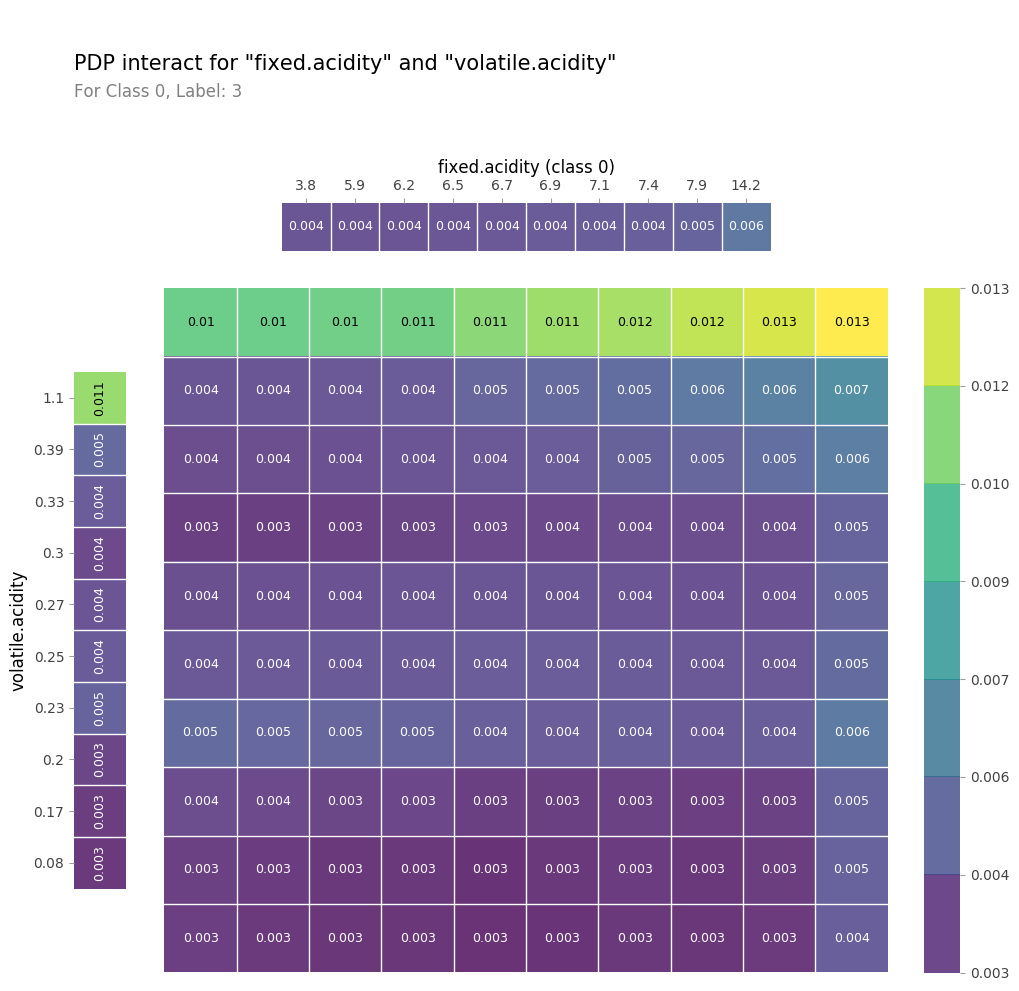 PDP interact for "fixed.acidity" and "volatile.acidity"
For Class 0, Label: 3
fixed.acidity (class 0)
3.8 5.9 6.2 6.5 6.7 6.9 7.1 7.4 7.9 14.2
0.004 0.004 0.004 0.004 0.004 0.004 0.004 0.004 0.005 0.006
volatile.acidity
1.1 0.011
0.39 0.005
0.33 0.004
0.3 0.004
0.27 0.004
0.25 0.004
0.23 0.005
0.2 0.003
0.17 0.003
0.08 0.003
0.01 0.01 0.01 0.011 0.011 0.011 0.012 0.012 0.013 0.013
0.004 0.004 0.004 0.004 0.005 0.005 0.005 0.006 0.006 0.007
0.004 0.004 0.004 0.004 0.004 0.004 0.005 0.005 0.005 0.006
0.003 0.003 0.003 0.003 0.003 0.004 0.004 0.004 0.004 0.005
0.004 0.004 0.004 0.004 0.004 0.004 0.004 0.004 0.004 0.005
0.004 0.004 0.004 0.004 0.004 0.004 0.004 0.004 0.004 0.005
0.005 0.005 0.005 0.005 0.004 0.004 0.004 0.004 0.004 0.006
0.004 0.004 0.003 0.003 0.003 0.003 0.003 0.003 0.003 0.005
0.003 0.003 0.003 0.003 0.003 0.003 0.003 0.003 0.003 0.005
0.003 0.003 0.003 0.003 0.003 0.003 0.003 0.003 0.003 0.004
0.013
0.012
0.010
0.009
0.007
0.006
0.004
0.003